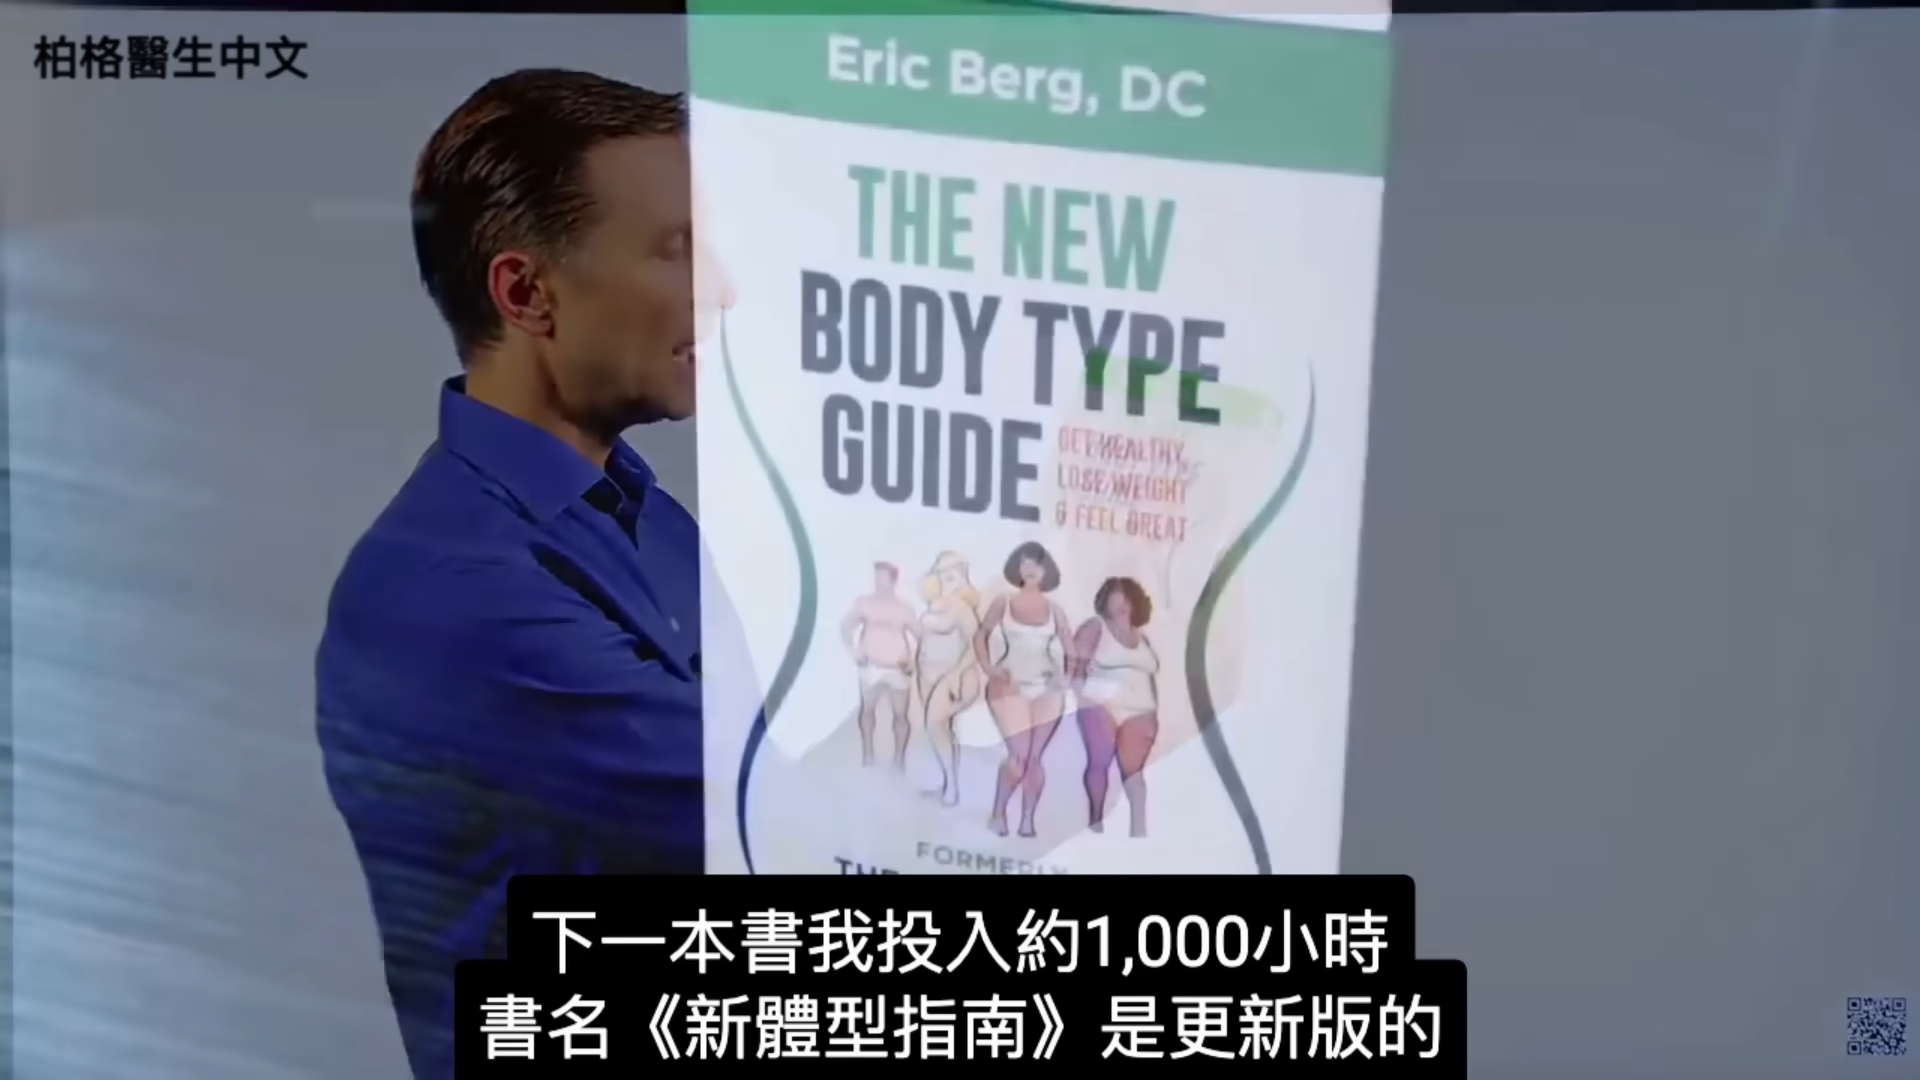 柏格醫生中文
Eric Berg, DC
THE NEW
BODY TYPE
GUIDE
GET HEALTHY,
LOSE WEIGHT
& FEEL GREAT
FORMERLY
THE
下一本書我投入約1,000小時
書名《新體型指南》是更新版的